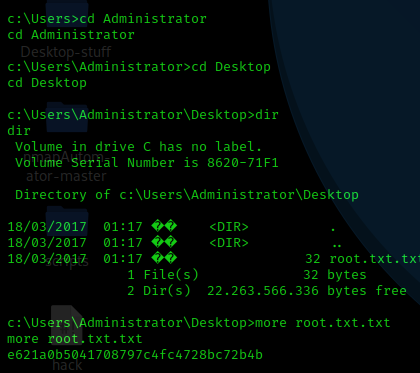 c:\Users>cd Administrator
cd Administrator
Desktop-stuff
c:\Users\Administrator>cd Desktop
cd Desktop
c:\Users\Administrator\Desktop>dir
dir
Volume in drive C has no label.
Volume Serial Number is 8620-71F1
ator-master
Directory of c:\Users\Administrator\Desktop
18/03/2017 01:17 �� <DIR> .
18/03/2017 01:17 �� <DIR> ..
18/03/2017 01:17 �� 32 root.txt.txt
1 File(s) 32 bytes
2 Dir(s) 22.263.566.336 bytes free
c:\Users\Administrator\Desktop>more root.txt.txt
more root.txt.txt
e621a0b5041708797c4fc4728bc72b4b
hack